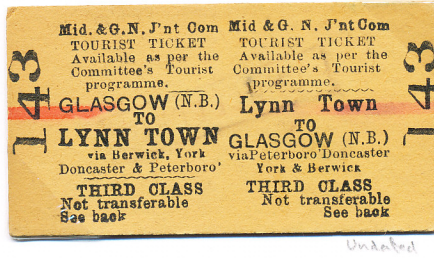 143
Mid. & G. N. J'nt Com
TOURIST TICKET
Available as per the
Committee's Tourist
programme.
GLASGOW (N.B.)
TO
LYNN TOWN
via Berwick, York
Doncaster & Peterboro'
THIRD CLASS
Not transferable
See back
Mid & G. N. J'nt Com
TOURIST TICKET
Available as per the
Committee's Tourist
programme.
Lynn Town
TO
GLASGOW (N.B.)
via Peterboro' Doncaster
York & Berwick
THIRD CLASS
Not transferable
See back
143
Undated